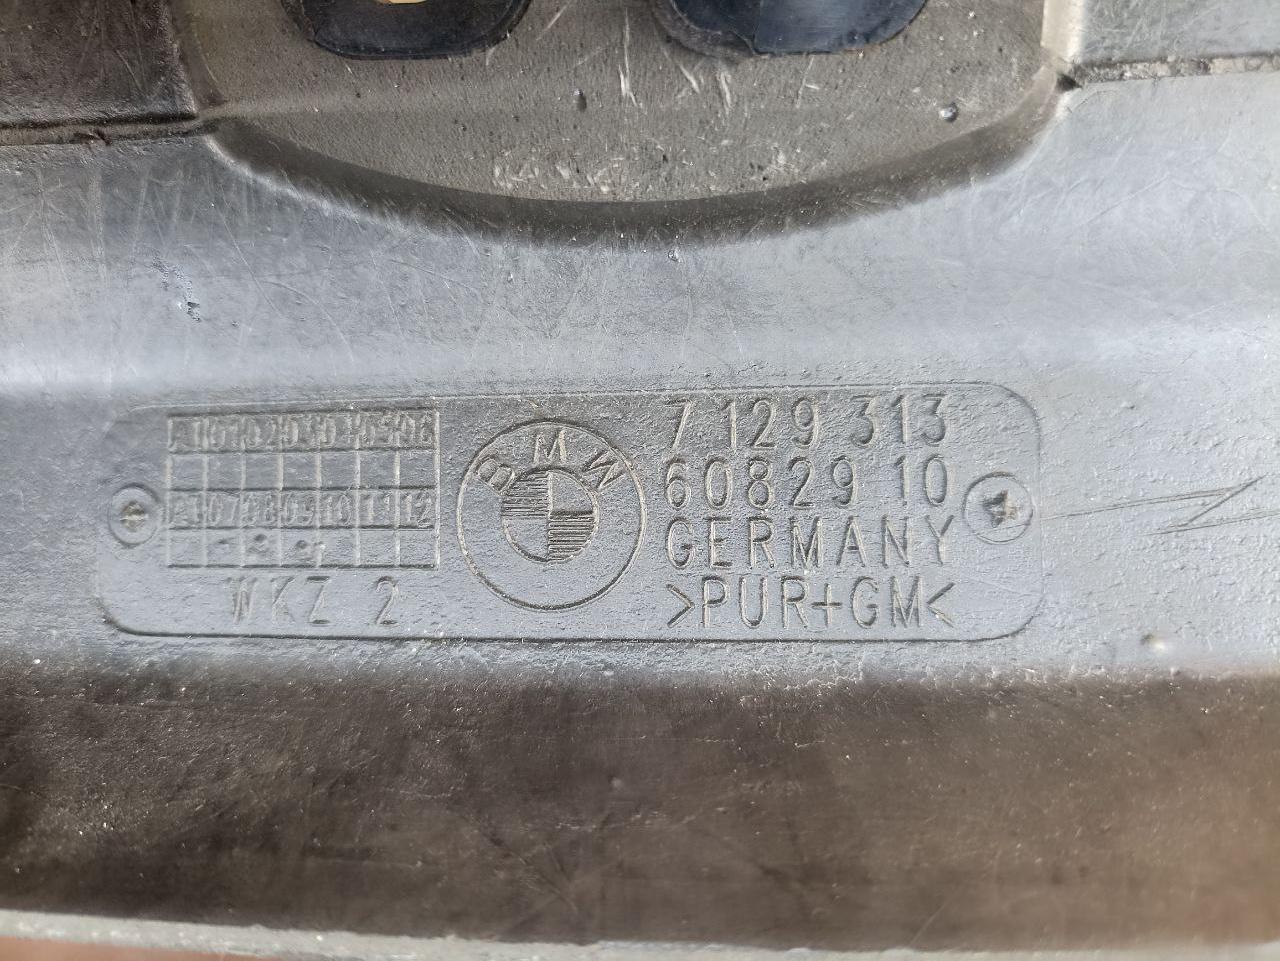 7 129 313
BMW
60829 10
GERMANY
WKZ 2
>PUR+GM<